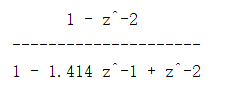 1 - z^-2
---------------------
1 - 1.414 z^-1 + z^-2